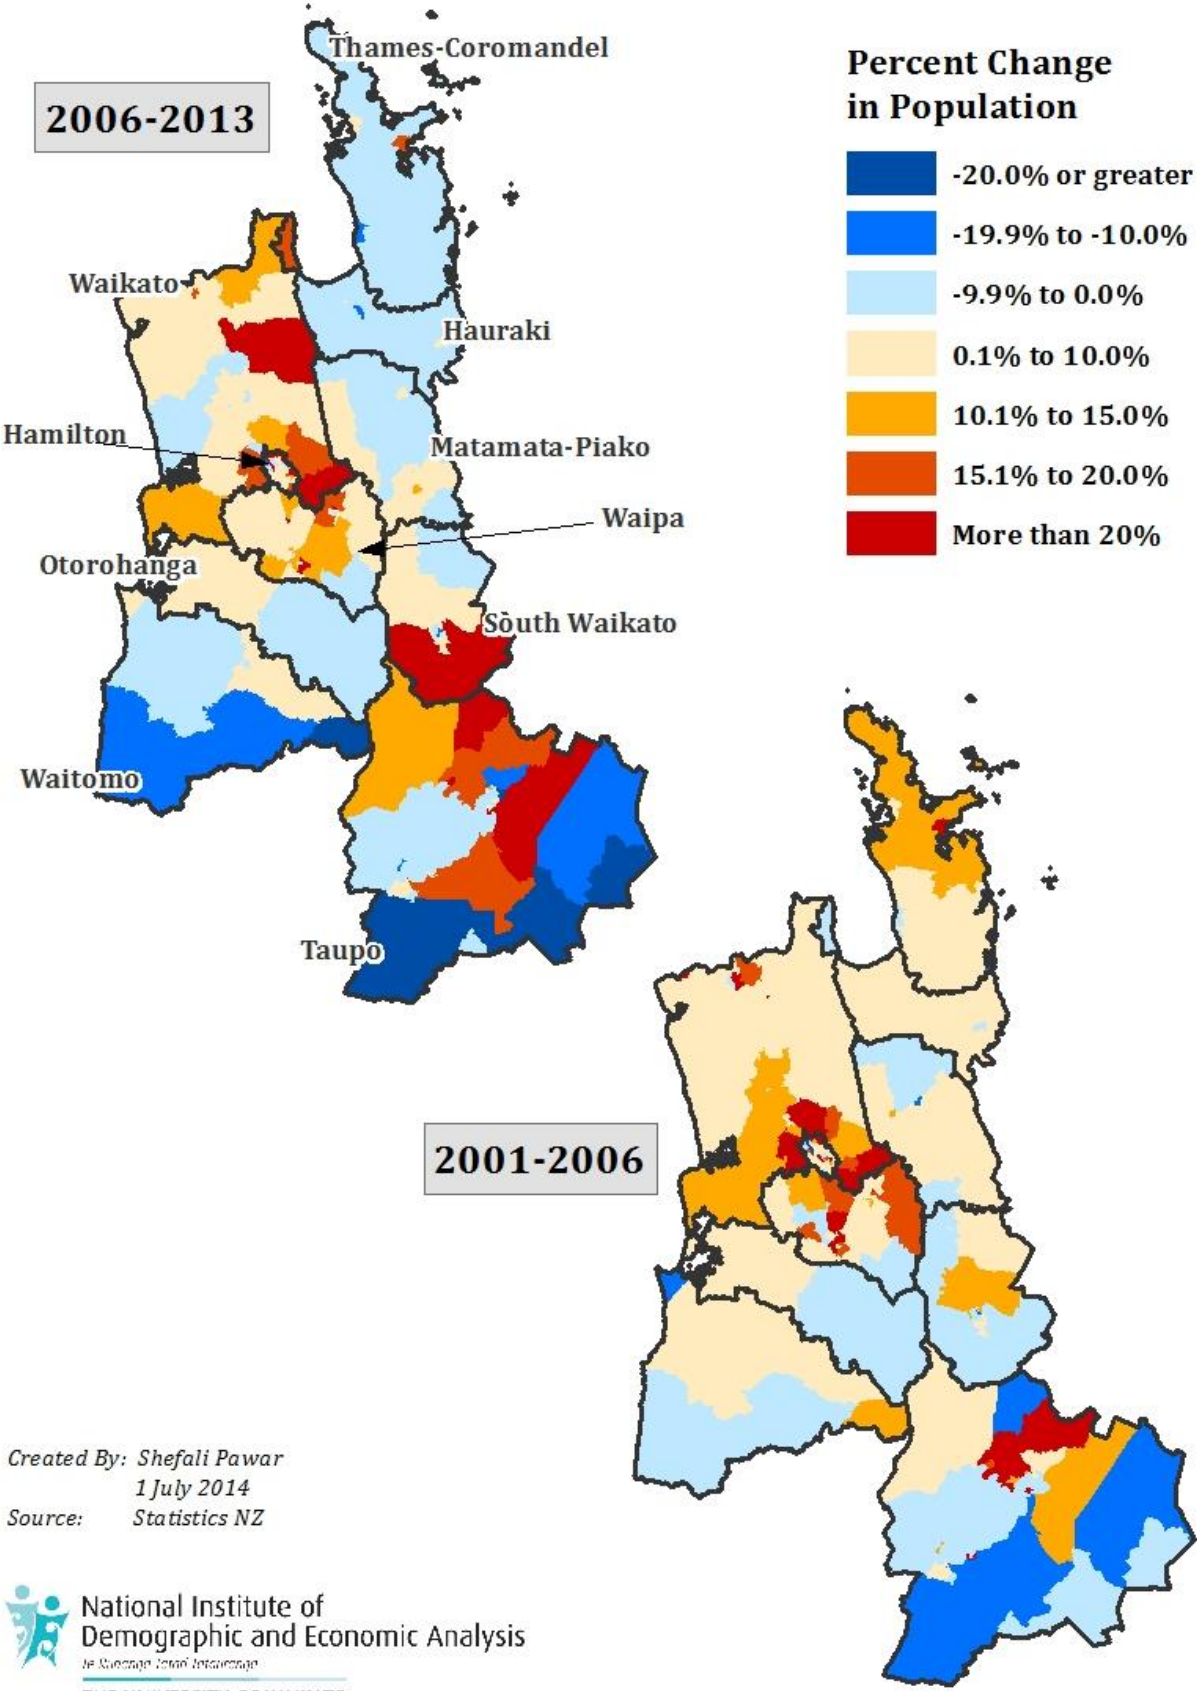 Thames-Coromandel
2006-2013
Percent Change
in Population
-20.0% or greater
-19.9% to -10.0%
-9.9% to 0.0%
0.1% to 10.0%
10.1% to 15.0%
15.1% to 20.0%
More than 20%
Waikato
Hauraki
Hamilton
Matamata-Piako
Waipa
Otorohanga
South Waikato
Waitomo
Taupo
2001-2006
Created By: Shefali Pawar
1 July 2014
Source: Statistics NZ
National Institute of
Demographic and Economic Analysis